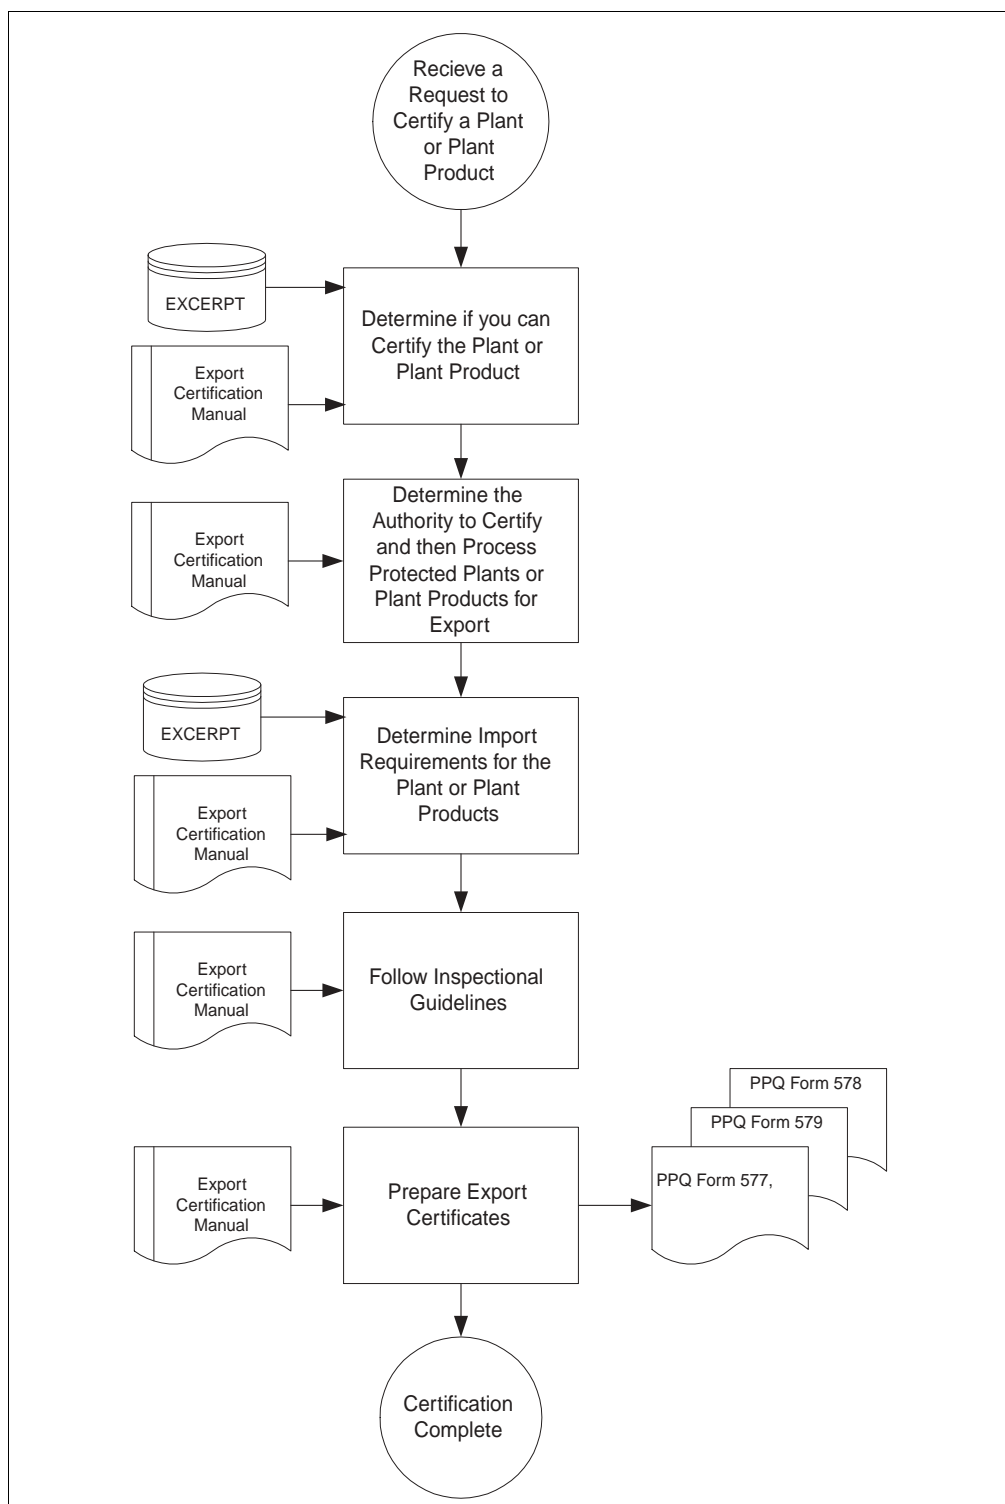 Recieve a
Request to
Certify a Plant
or Plant
Product
EXCERPT
Export
Certification
Manual
Determine if you can
Certify the Plant or
Plant Product
Export
Certification
Manual
Determine the
Authority to Certify
and then Process
Protected Plants or
Plant Products for
Export
EXCERPT
Export
Certification
Manual
Determine Import
Requirements for the
Plant or Plant
Products
Export
Certification
Manual
Follow Inspectional
Guidelines
Export
Certification
Manual
Prepare Export
Certificates
PPQ Form 578
PPQ Form 579
PPQ Form 577,
Certification
Complete